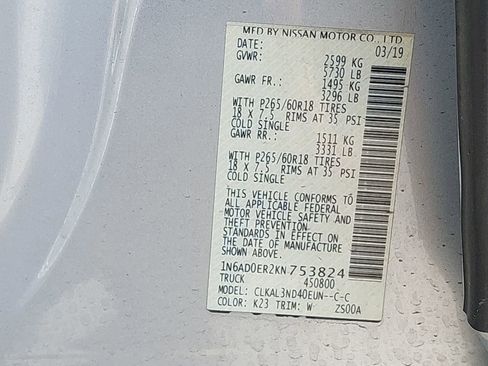 MFD BY NISSAN MOTOR CO., LTD.
DATE: 03/19
GVWR: 2599 KG
5730 LB
GAWR FR.: 1495 KG
3296 LB
WITH P265/60R18 TIRES
18 X 7.5 RIMS AT 35 PSI
COLD SINGLE
GAWR RR.: 1511 KG
3331 LB
WITH P265/60R18 TIRES
18 X 7.5 RIMS AT 35 PSI
COLD SINGLE
THIS VEHICLE CONFORMS TO
ALL APPLICABLE FEDERAL
MOTOR VEHICLE SAFETY AND
THEFT PREVENTION
STANDARDS IN EFFECT ON
THE DATE OF MANUFACTURE
SHOWN ABOVE.
1N6AD0ER2KN753824
TRUCK 450800
MODEL: CLKAL3ND40EUN--C-C
COLOR: K23 TRIM: W ZS00A